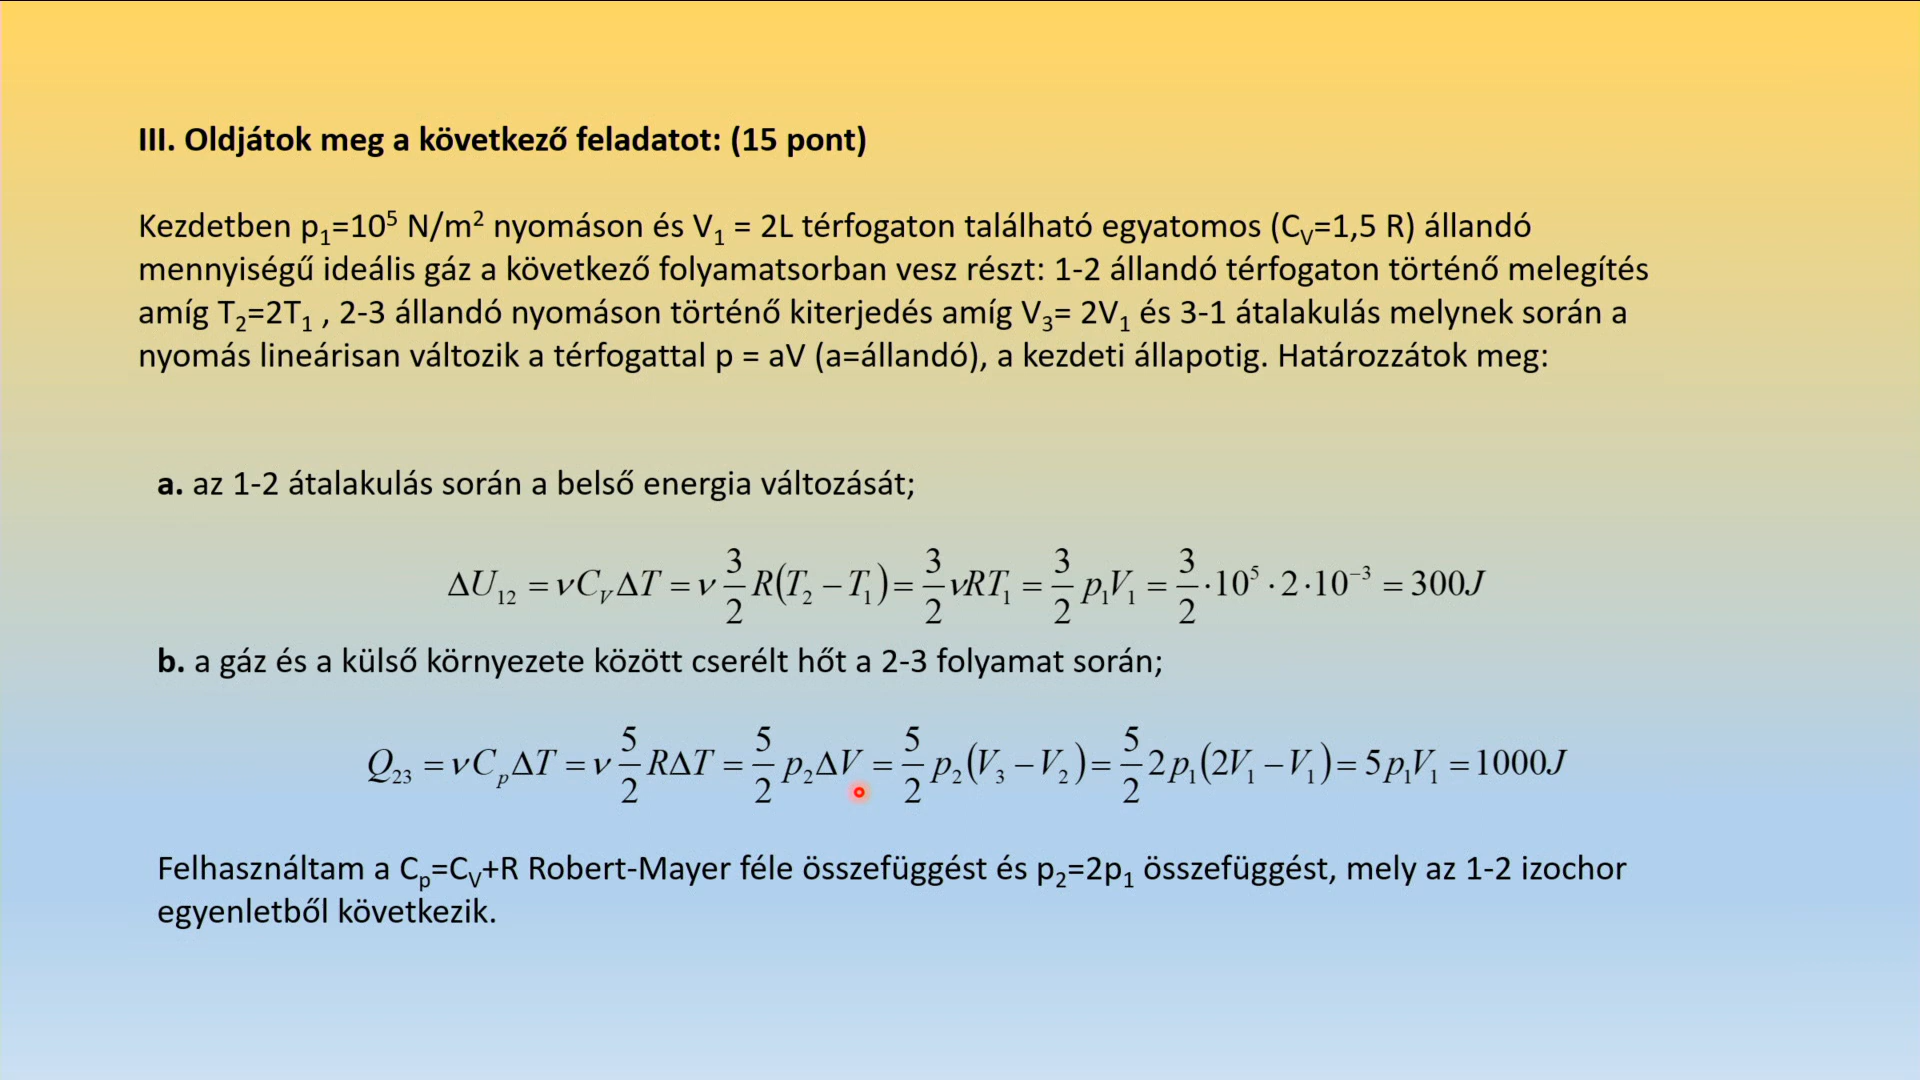 III. Oldjátok meg a következő feladatot: (15 pont)
Kezdetben p₁=10⁵ N/m² nyomáson és V₁ = 2L térfogaton található egyatomos (Cᵥ=1,5 R) állandó
mennyiségű ideális gáz a következő folyamatsorban vesz részt: 1-2 állandó térfogaton történő melegítés
amíg T₂=2T₁ , 2-3 állandó nyomáson történő kiterjedés amíg V₃= 2V₁ és 3-1 átalakulás melynek során a
nyomás lineárisan változik a térfogattal p = aV (a=állandó), a kezdeti állapotig. Határozzátok meg:
a. az 1-2 átalakulás során a belső energia változását;
ΔU₁₂ = νCᵥΔT = ν 3/2 R(T₂ − T₁) = 3/2 νRT₁ = 3/2 p₁V₁ = 3/2 ·10⁵ · 2 ·10⁻³ = 300J
b. a gáz és a külső környezete között cserélt hőt a 2-3 folyamat során;
Q₂₃ = νCₚΔT = ν 5/2 RΔT = 5/2 p₂ΔV = 5/2 p₂(V₃ − V₂) = 5/2 2p₁(2V₁ − V₁) = 5p₁V₁ = 1000J
Felhasználtam a Cₚ=Cᵥ+R Robert-Mayer féle összefüggést és p₂=2p₁ összefüggést, mely az 1-2 izochor
egyenletből következik.